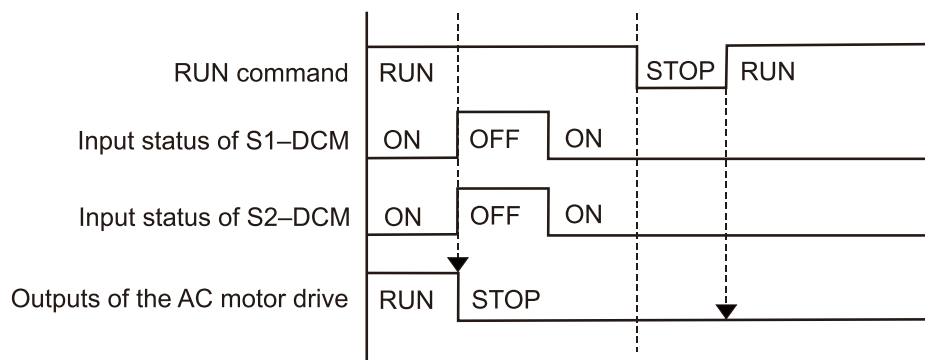 RUN command RUN STOP RUN
Input status of S1–DCM ON OFF ON
Input status of S2–DCM ON OFF ON
Outputs of the AC motor drive RUN STOP